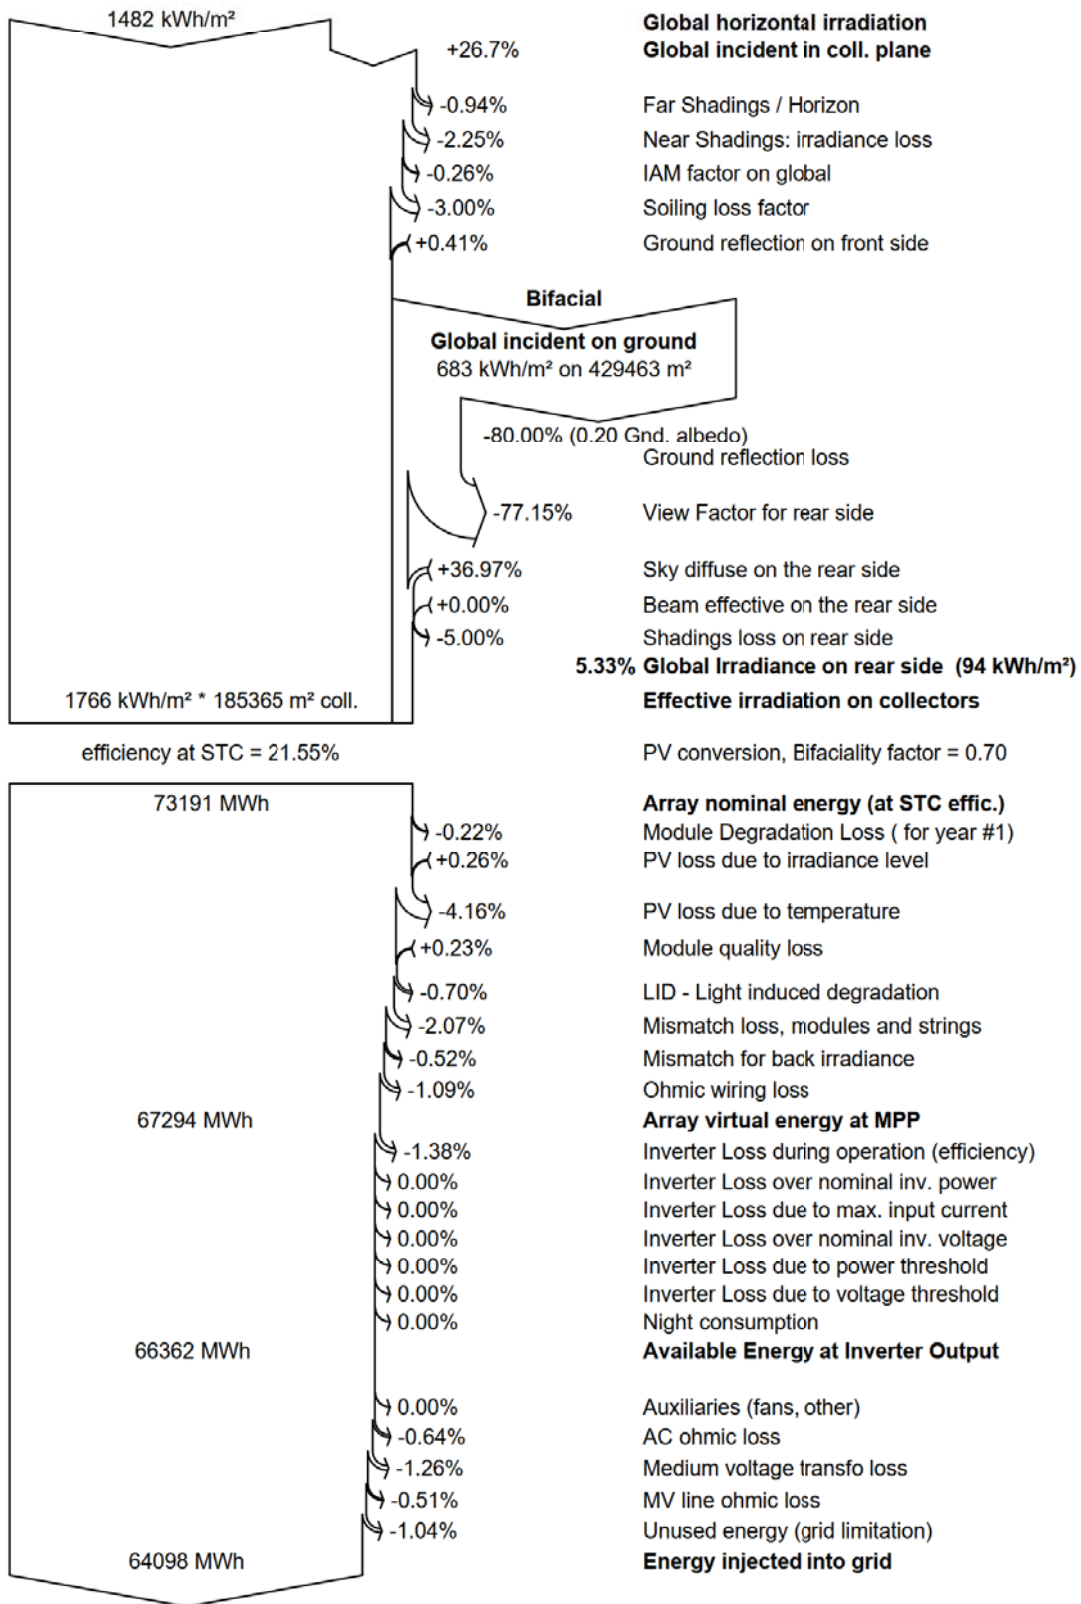 1482 kWh/m² Global horizontal irradiation
+26.7% Global incident in coll. plane
-0.94% Far Shadings / Horizon
-2.25% Near Shadings: irradiance loss
-0.26% IAM factor on global
-3.00% Soiling loss factor
+0.41% Ground reflection on front side
Bifacial
Global incident on ground
683 kWh/m² on 429463 m²
-80.00% (0.20 Gnd. albedo)
Ground reflection loss
-77.15% View Factor for rear side
+36.97% Sky diffuse on the rear side
+0.00% Beam effective on the rear side
-5.00% Shadings loss on rear side
5.33% Global Irradiance on rear side (94 kWh/m²)
1766 kWh/m² * 185365 m² coll. Effective irradiation on collectors
efficiency at STC = 21.55% PV conversion, Bifaciality factor = 0.70
73191 MWh Array nominal energy (at STC effic.)
-0.22% Module Degradation Loss ( for year #1)
+0.26% PV loss due to irradiance level
-4.16% PV loss due to temperature
+0.23% Module quality loss
-0.70% LID - Light induced degradation
-2.07% Mismatch loss, modules and strings
-0.52% Mismatch for back irradiance
-1.09% Ohmic wiring loss
67294 MWh Array virtual energy at MPP
-1.38% Inverter Loss during operation (efficiency)
0.00% Inverter Loss over nominal inv. power
0.00% Inverter Loss due to max. input current
0.00% Inverter Loss over nominal inv. voltage
0.00% Inverter Loss due to power threshold
0.00% Inverter Loss due to voltage threshold
0.00% Night consumption
66362 MWh Available Energy at Inverter Output
0.00% Auxiliaries (fans, other)
-0.64% AC ohmic loss
-1.26% Medium voltage transfo loss
-0.51% MV line ohmic loss
-1.04% Unused energy (grid limitation)
64098 MWh Energy injected into grid